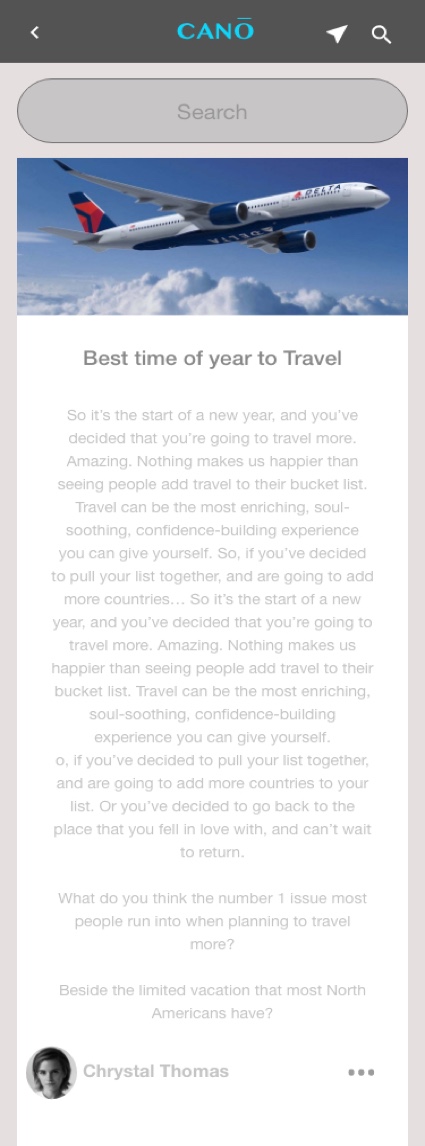 CANŌ
Search
DELTA
DELTA
Best time of year to Travel
So it's the start of a new year, and you've
decided that you're going to travel more.
Amazing. Nothing makes us happier than
seeing people add travel to their bucket list.
Travel can be the most enriching, soul-
soothing, confidence-building experience
you can give yourself. So, if you've decided
to pull your list together, and are going to add
more countries… So it's the start of a new
year, and you've decided that you're going to
travel more. Amazing. Nothing makes us
happier than seeing people add travel to their
bucket list. Travel can be the most enriching,
soul-soothing, confidence-building
experience you can give yourself.
o, if you've decided to pull your list together,
and are going to add more countries to your
list. Or you've decided to go back to the
place that you fell in love with, and can't wait
to return.
What do you think the number 1 issue most
people run into when planning to travel
more?
Beside the limited vacation that most North
Americans have?
Chrystal Thomas